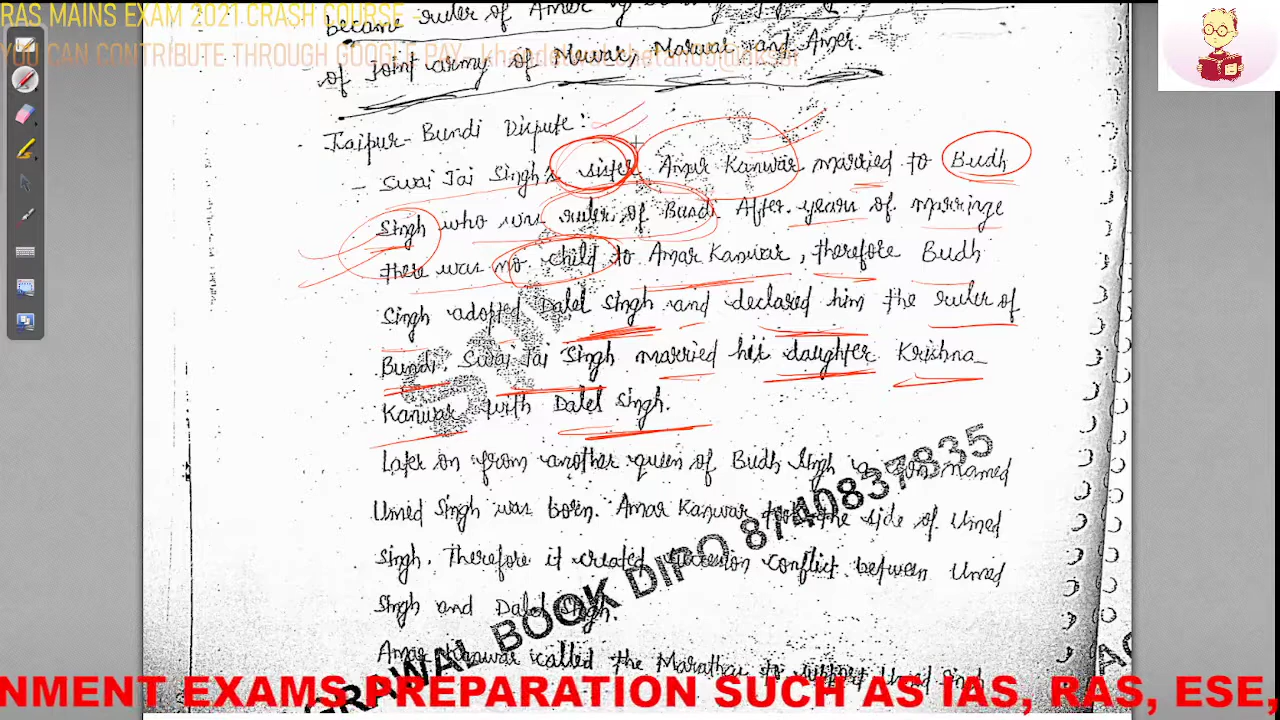 RAS MAINS EXAM 2021 CRASH COURSE -
became ruler of Amer by
YOU CAN CONTRIBUTE THROUGH GOOGLE PAY -
of joint army of Mewar, Marwar and Amer.
Jaipur- Bundi Dispute:
- Swai Jai Singh's sister Amar Kanwar married to Budh
Singh who was ruler of Bundi. After years of marriage
there was no child to Amar Kanwar, therefore Budh
Singh adopted Dalel Singh and declared him the ruler of
Bundi. Swai Jai Singh married his daughter Krishna
Kanwar with Dalel Singh.
Later on from another queen of Budh Singh a son named
Umed Singh was born. Amar Kanwar took the side of Umed
Singh. Therefore it created succession conflict between Umed
Singh and Dalel Singh.
Amar Kanwar called the Marathas to support Umed Singh
BOOK DIPO 8740837835
NMENT EXAMS PREPARATION SUCH AS IAS, RAS, ESE,